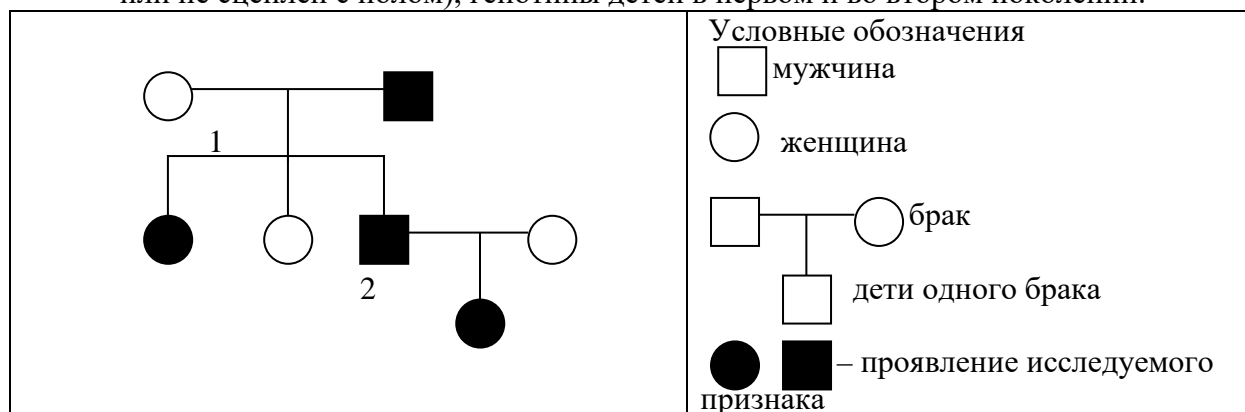 или не сцеплен с полом), генотипы детей в первом и во втором поколении.
Условные обозначения
мужчина
женщина
брак
дети одного брака
– проявление исследуемого
признака
1
2